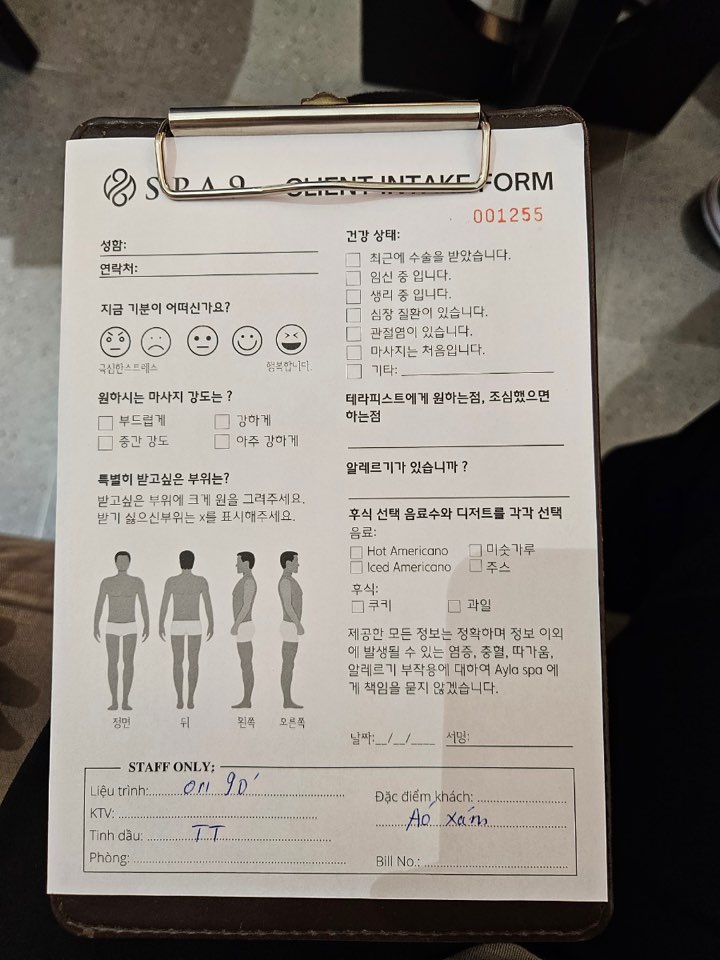 SPA9 CLIENT INTAKE FORM
001255
성함:
연락처:
지금 기분이 어떠신가요?
극심한스트레스
행복합니다.
원하시는 마사지 강도는 ?
부드럽게
강하게
중간 강도
아주 강하게
특별히 받고싶은 부위는?
받고싶은 부위에 크게 원을 그려주세요.
받기 싫으신부위는 x를 표시해주세요.
정면
뒤
왼쪽
오른쪽
건강 상태:
최근에 수술을 받았습니다.
임신 중 입니다.
생리 중 입니다.
심장 질환이 있습니다.
관절염이 있습니다.
마사지는 처음입니다.
기타:
테라피스트에게 원하는점, 조심했으면
하는점
알레르기가 있습니까 ?
후식 선택 음료수와 디저트를 각각 선택
음료:
Hot Americano
미숫가루
Iced Americano
주스
후식:
쿠키
과일
제공한 모든 정보는 정확하며 정보 이외
에 발생될 수 있는 염증, 충혈, 따가움,
알레르기 부작용에 대하여 Ayla spa 에
게 책임을 묻지 않겠습니다.
날짜:__/__/____ 서명:
STAFF ONLY:
Liệu trình: 90'
KTV:
Tinh dầu: TT
Phòng:
Đặc điểm khách:
Áo xám
Bill No.: